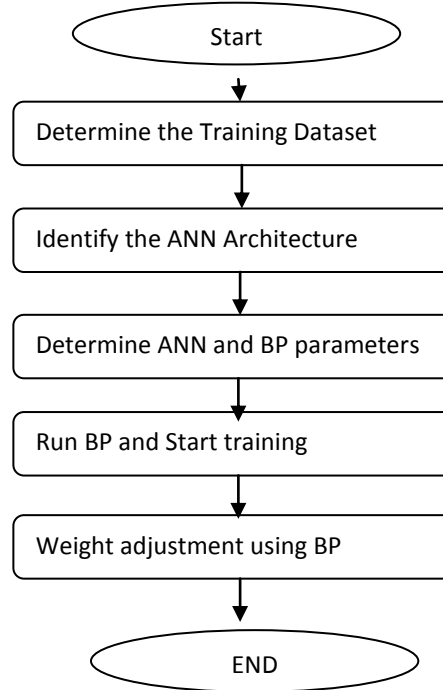 Start
Determine the Training Dataset
Identify the ANN Architecture
Determine ANN and BP parameters
Run BP and Start training
Weight adjustment using BP
END